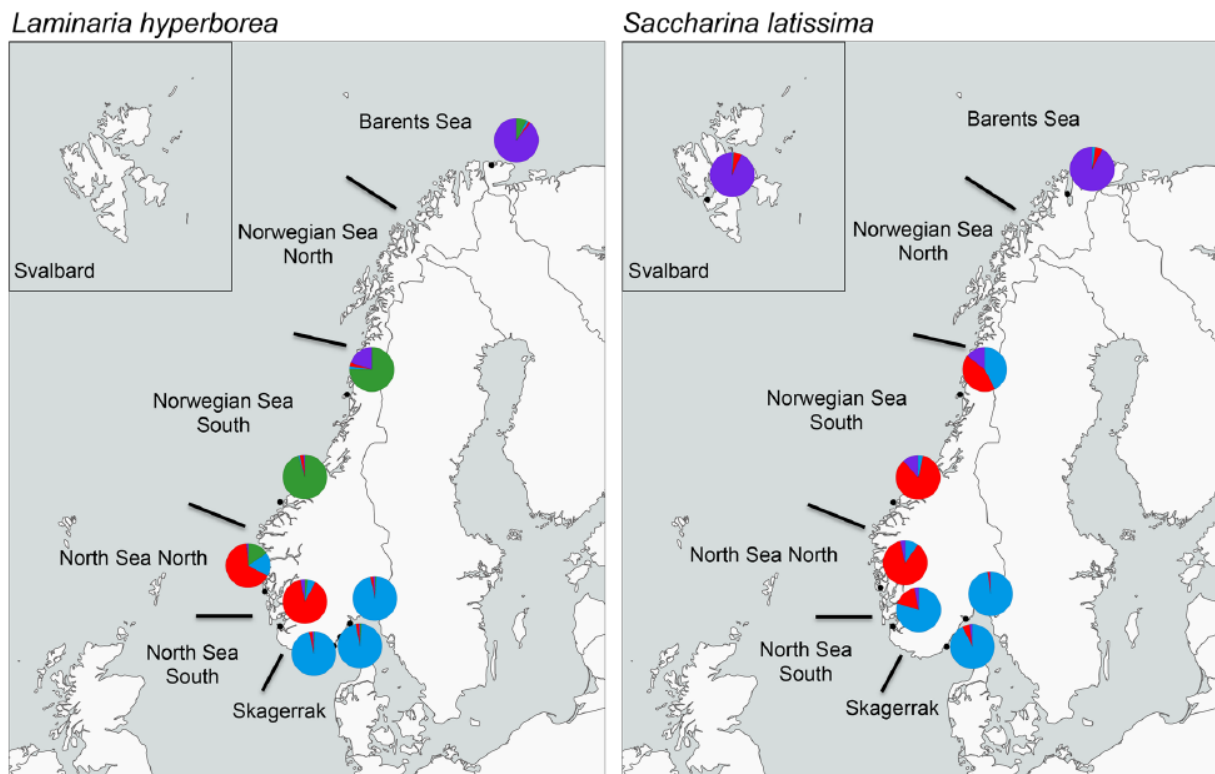 Laminaria hyperborea
Barents Sea
Norwegian Sea
North
Svalbard
Norwegian Sea
South
North Sea North
North Sea
South
Skagerrak
Saccharina latissima
Barents Sea
Norwegian Sea
North
Svalbard
Norwegian Sea
South
North Sea North
North Sea
South
Skagerrak